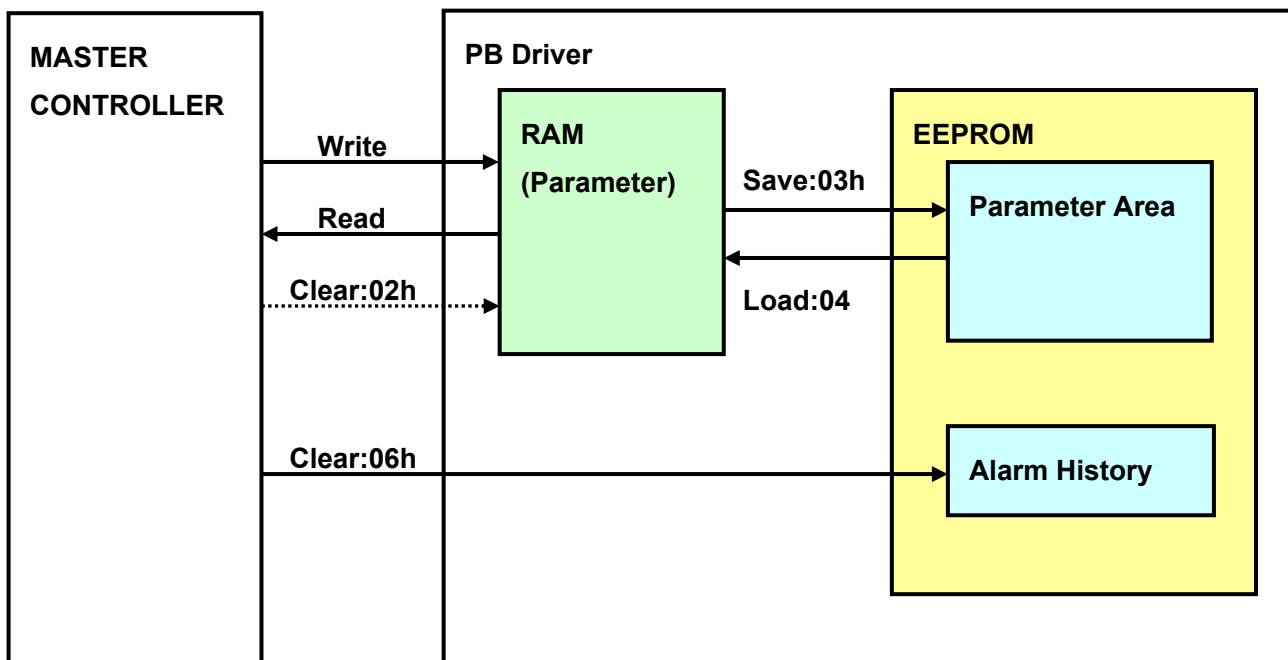 MASTER
CONTROLLER
PB Driver
RAM
(Parameter)
EEPROM
Write
Read
Clear:02h
Save:03h
Load:04
Parameter Area
Clear:06h
Alarm History